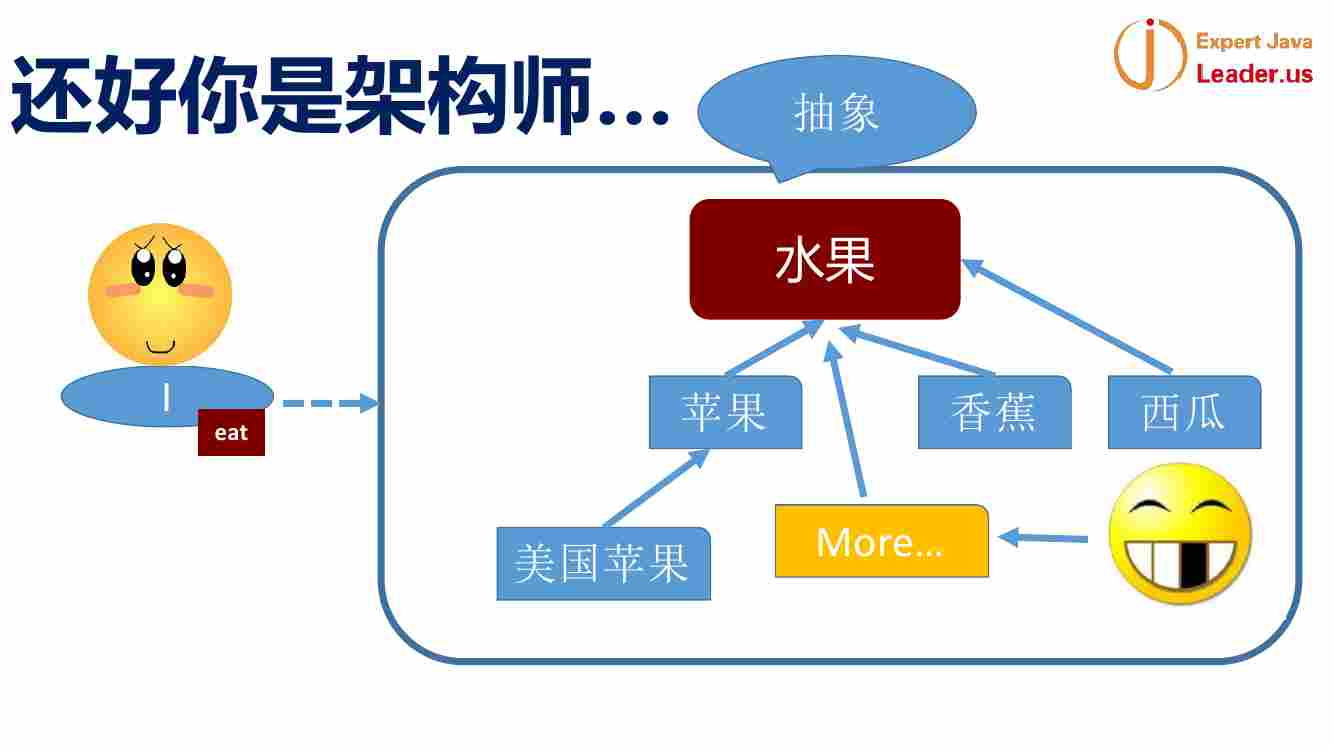 还好你是架构师...
抽象
Expert Java
Leader.us
水果
I
eat
苹果
香蕉
西瓜
美国苹果
More...